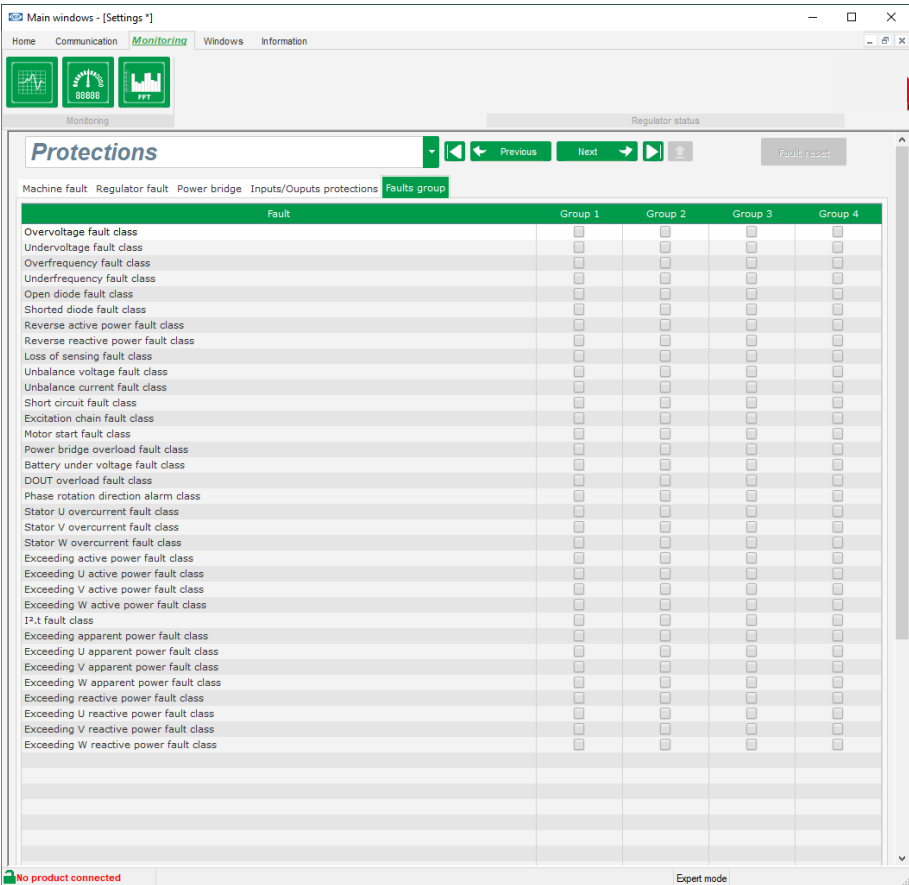 Main windows - [Settings *]
Home Communication Monitoring Windows Information
88888
FFT
Monitoring
Regulator status
Protections
Previous
Next
Fault reset
Machine fault Regulator fault Power bridge Inputs/Ouputs protections Faults group
Fault Group 1 Group 2 Group 3 Group 4
Overvoltage fault class
Undervoltage fault class
Overfrequency fault class
Underfrequency fault class
Open diode fault class
Shorted diode fault class
Reverse active power fault class
Reverse reactive power fault class
Loss of sensing fault class
Unbalance voltage fault class
Unbalance current fault class
Short circuit fault class
Excitation chain fault class
Motor start fault class
Power bridge overload fault class
Battery under voltage fault class
DOUT overload fault class
Phase rotation direction alarm class
Stator U overcurrent fault class
Stator V overcurrent fault class
Stator W overcurrent fault class
Exceeding active power fault class
Exceeding U active power fault class
Exceeding V active power fault class
Exceeding W active power fault class
I².t fault class
Exceeding apparent power fault class
Exceeding U apparent power fault class
Exceeding V apparent power fault class
Exceeding W apparent power fault class
Exceeding reactive power fault class
Exceeding U reactive power fault class
Exceeding V reactive power fault class
Exceeding W reactive power fault class
No product connected
Expert mode